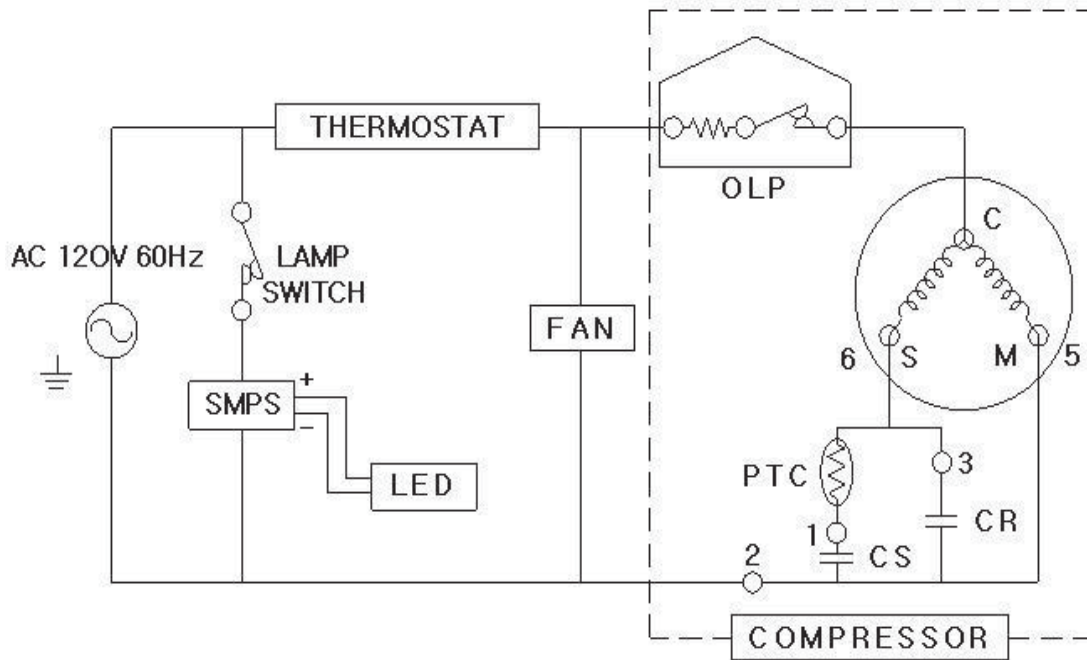 THERMOSTAT
OLP
C
AC 120V 60Hz
LAMP
SWITCH
FAN
6 S M 5
+
SMPS
−
LED
PTC
3
1
CR
2
CS
COMPRESSOR